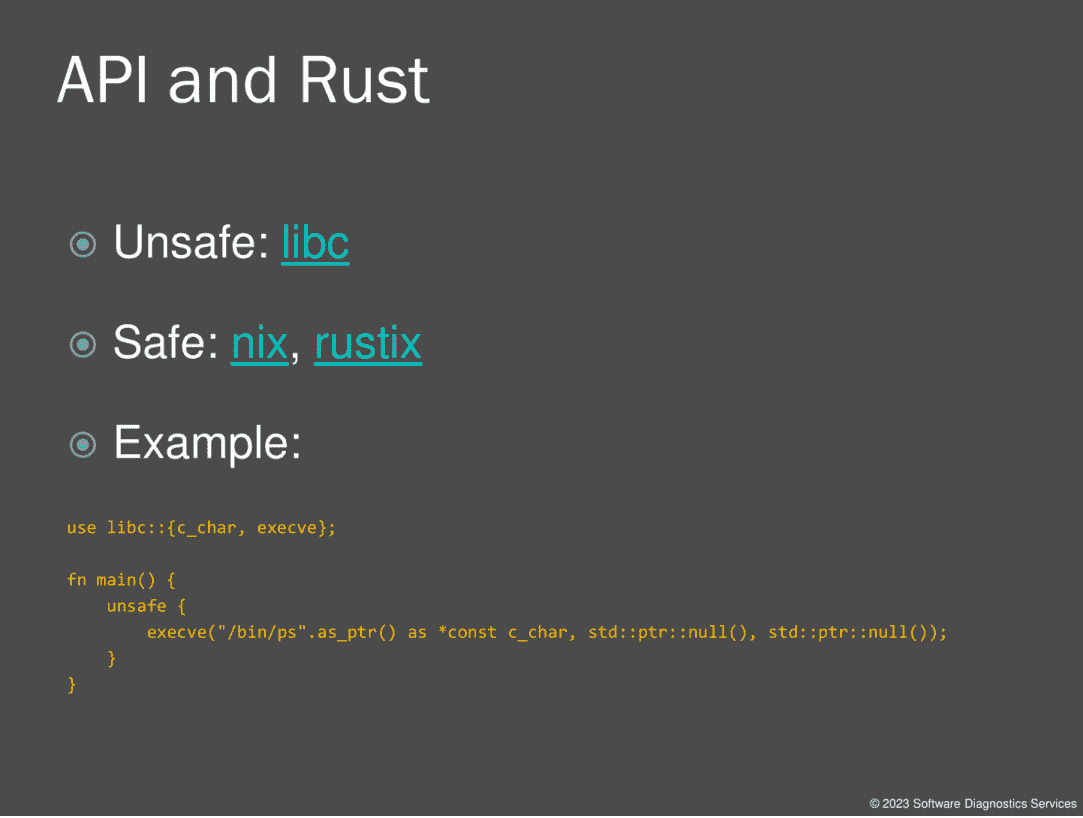 API and Rust
Unsafe: libc
Safe: nix, rustix
Example:
use libc::{c_char, execve};
fn main() {
    unsafe {
        execve("/bin/ps".as_ptr() as *const c_char, std::ptr::null(), std::ptr::null());
    }
}
© 2023 Software Diagnostics Services